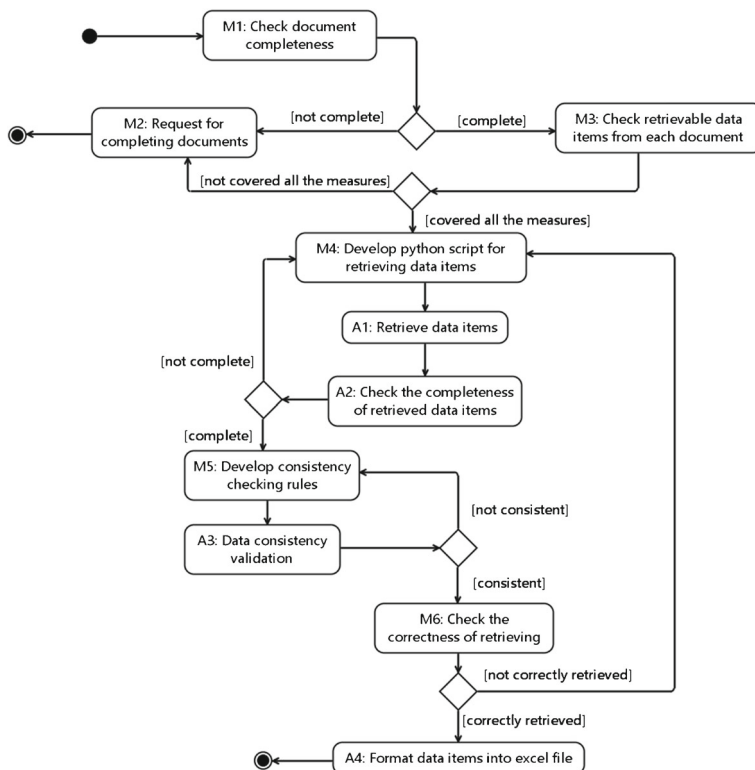 M1: Check document
completeness
[not complete]
[complete]
M2: Request for
completing documents
M3: Check retrievable data
items from each document
[not covered all the measures]
[covered all the measures]
M4: Develop python script for
retrieving data items
A1: Retrieve data items
[not complete]
A2: Check the completeness
of retrieved data items
[complete]
M5: Develop consistency
checking rules
[not consistent]
A3: Data consistency
validation
[consistent]
M6: Check the
correctness of retrieving
[not correctly retrieved]
[correctly retrieved]
A4: Format data items into excel file